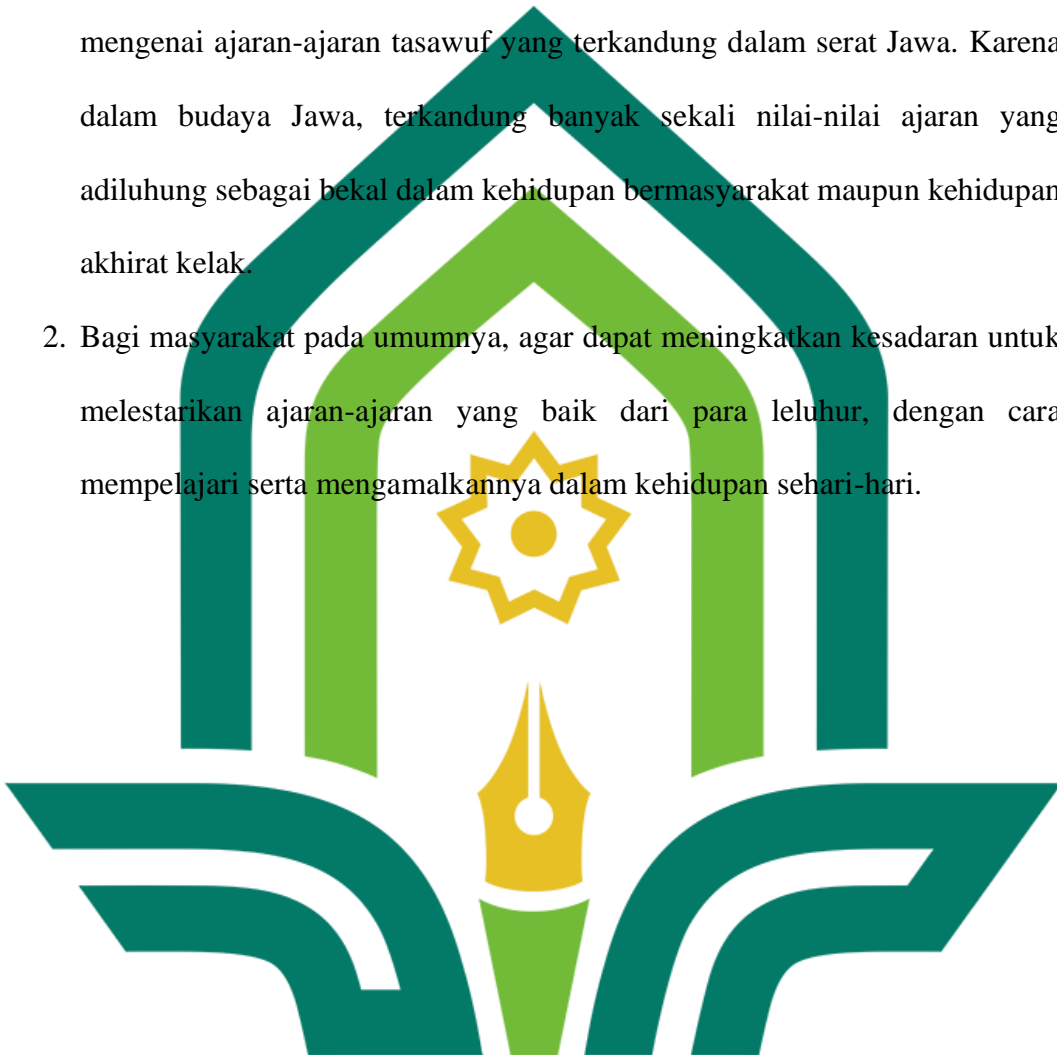 mengenai ajaran-ajaran tasawuf yang terkandung dalam serat Jawa. Karena
dalam budaya Jawa, terkandung banyak sekali nilai-nilai ajaran yang
adiluhung sebagai bekal dalam kehidupan bermasyarakat maupun kehidupan
akhirat kelak.
2. Bagi masyarakat pada umumnya, agar dapat meningkatkan kesadaran untuk
melestarikan ajaran-ajaran yang baik dari para leluhur, dengan cara
mempelajari serta mengamalkannya dalam kehidupan sehari-hari.